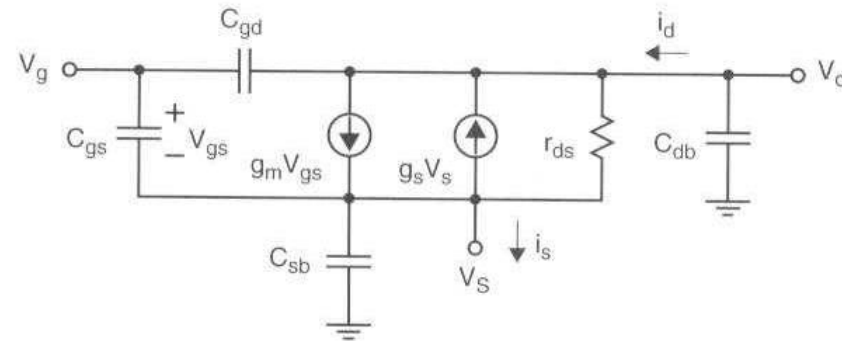 C_gd
i_d
V_g
V_d
C_gs
+
−
V_gs
g_mV_gs
g_sV_s
r_ds
C_db
C_sb
V_S
i_s